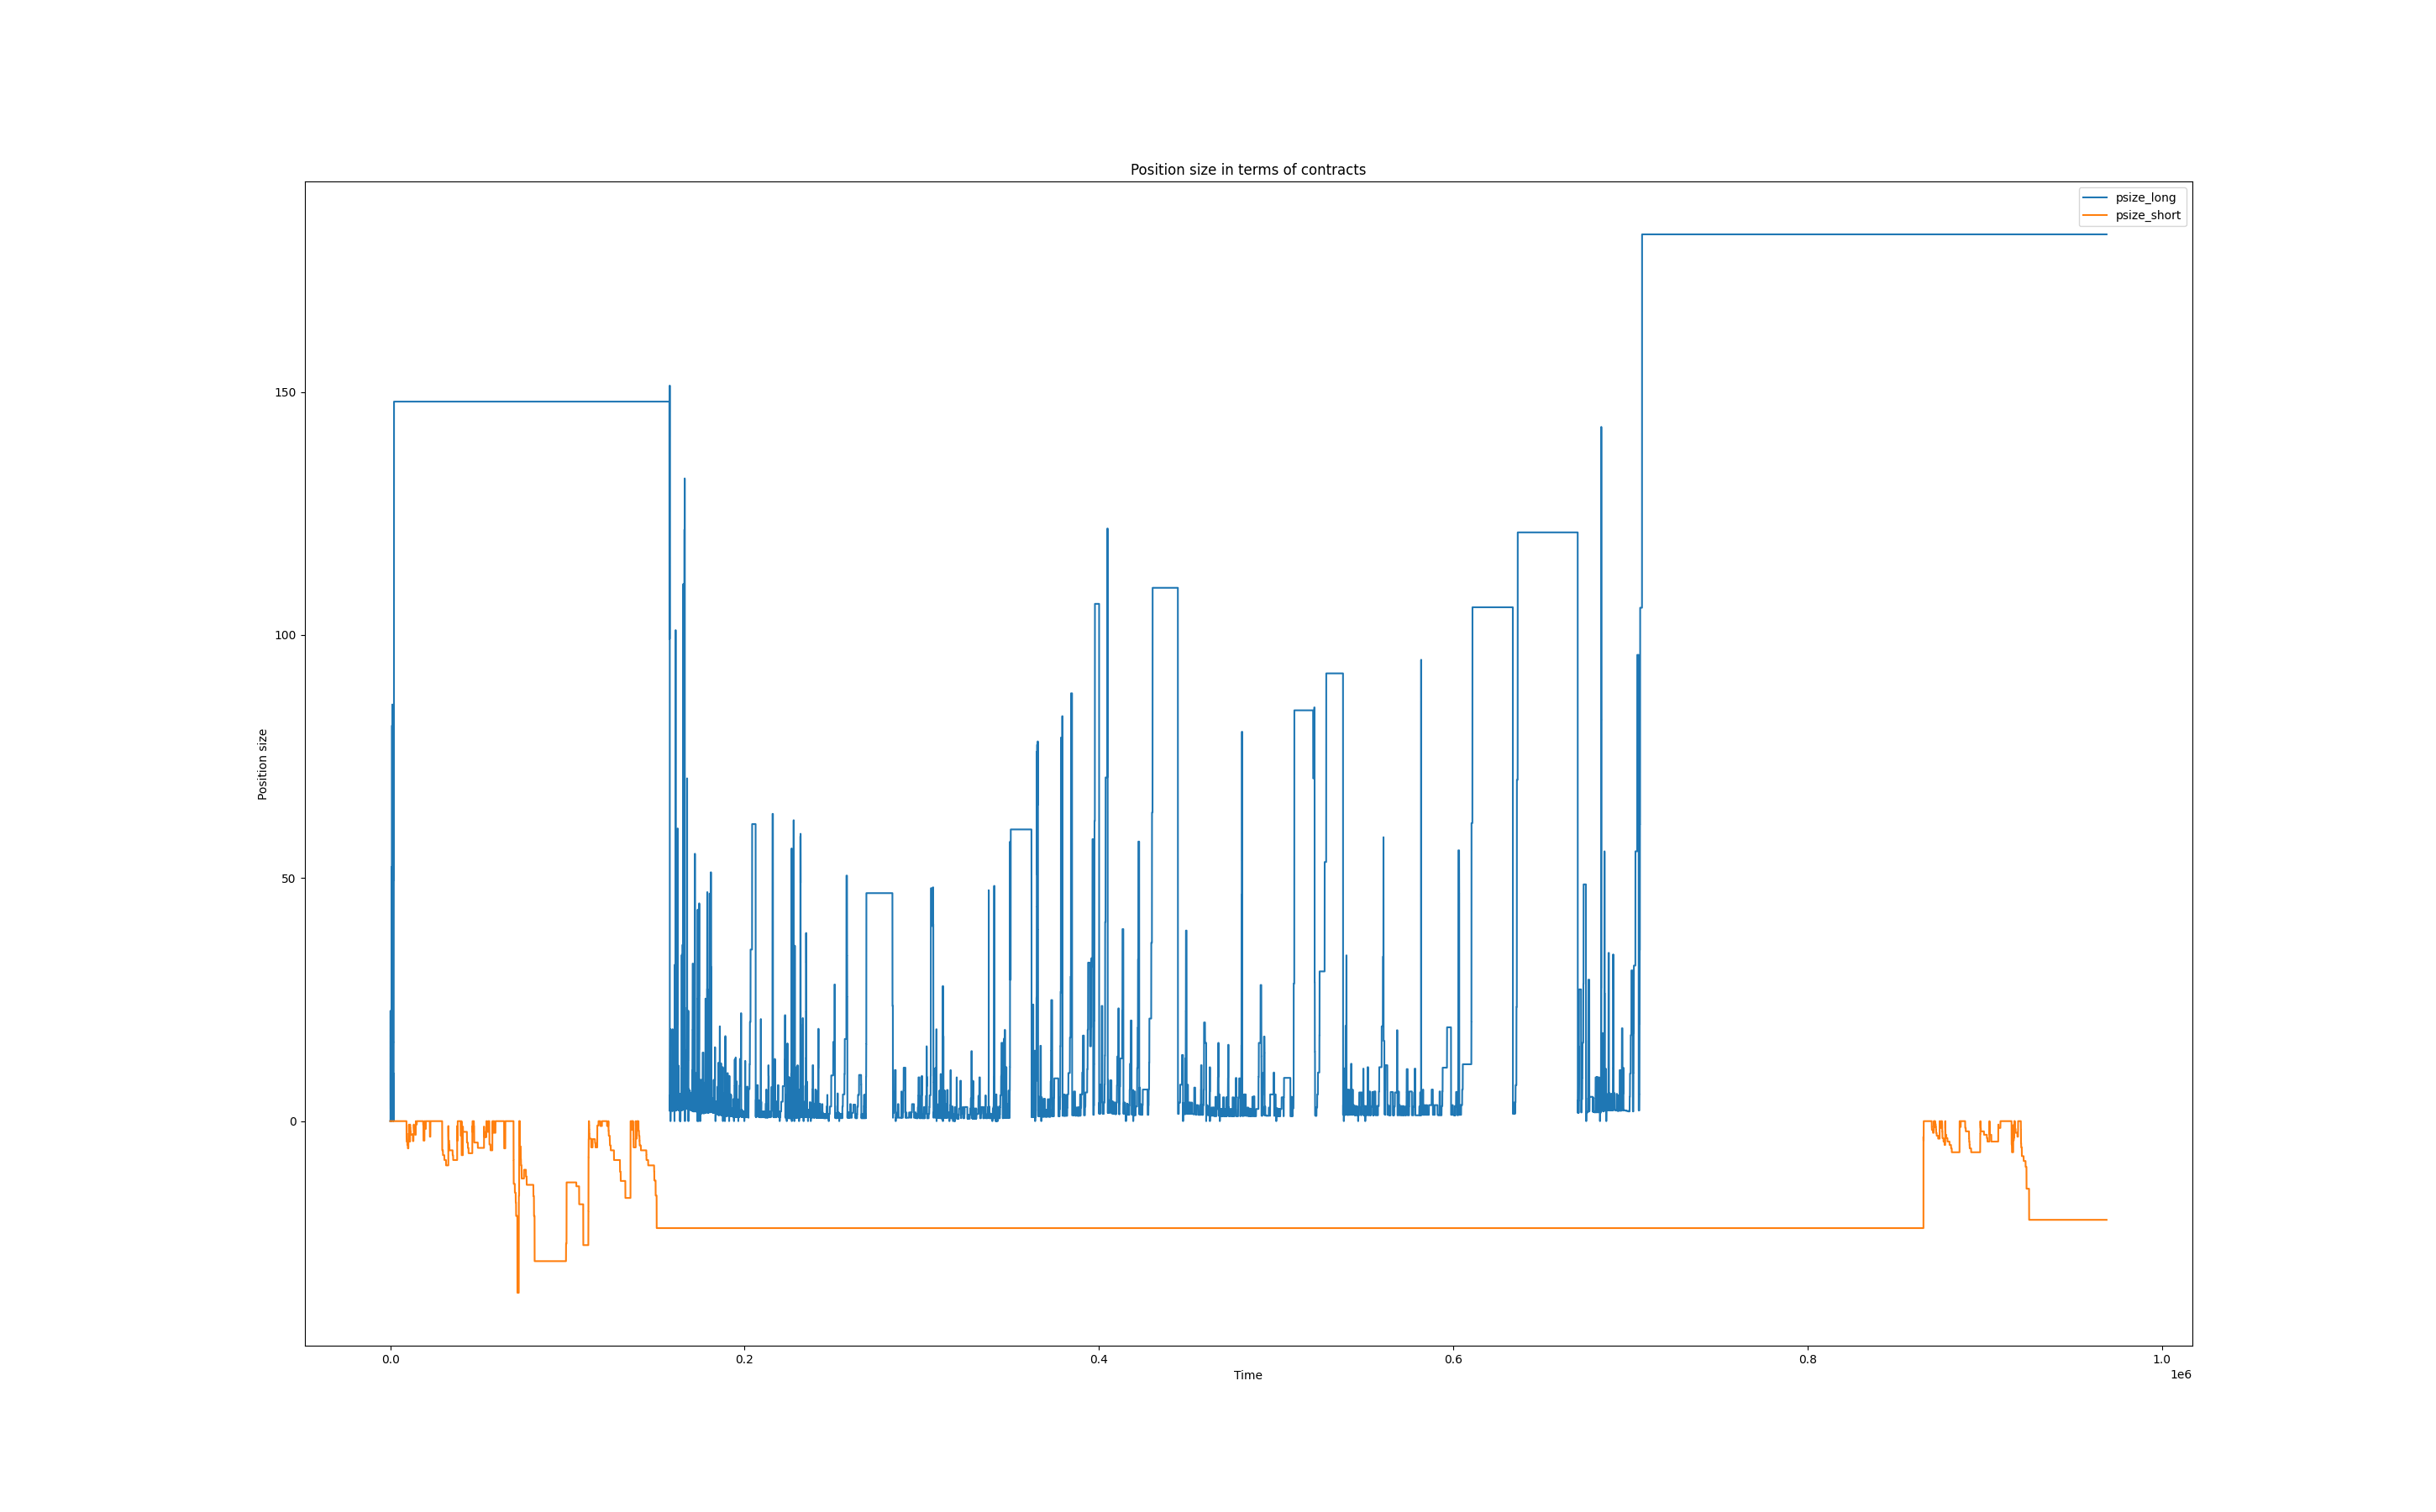 Position size in terms of contracts
psize_long
psize_short
150
100
50
0
Position size
0.0 0.2 0.4 0.6 0.8 1.0
Time
1e6